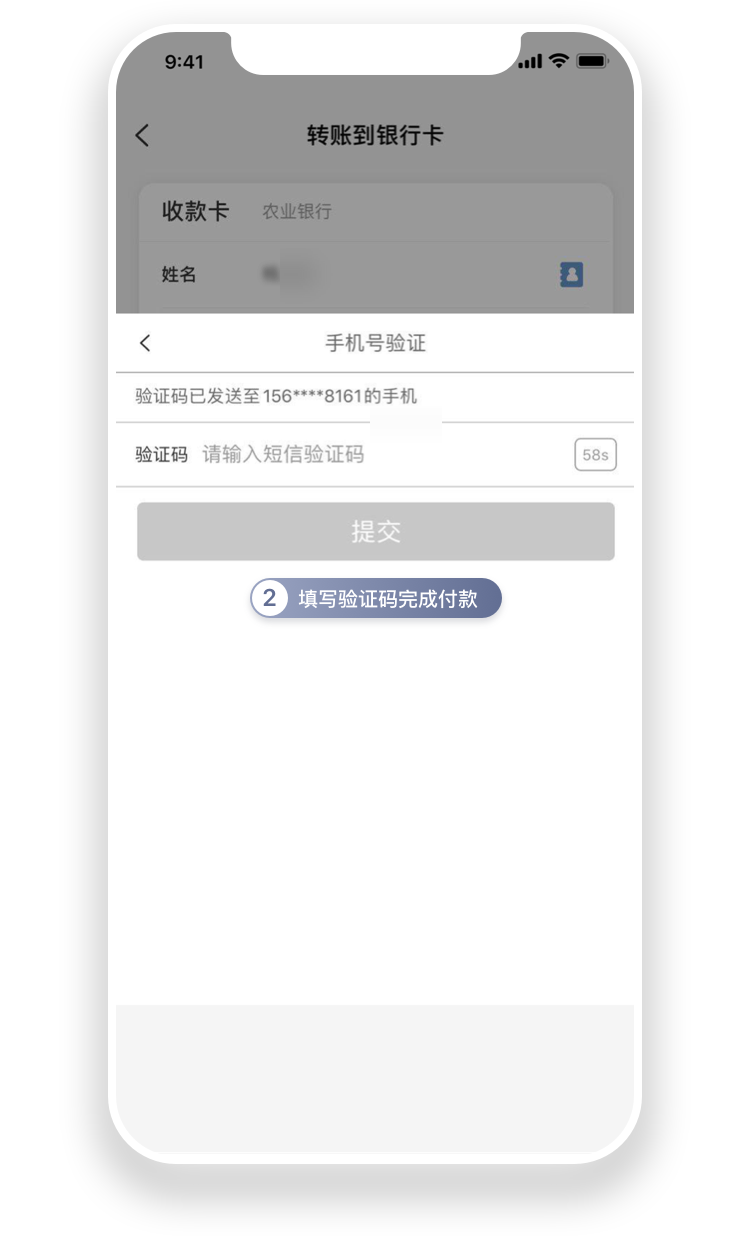 9:41
转账到银行卡
收款卡 农业银行
姓名
手机号验证
验证码已发送至156****8161的手机
验证码 请输入短信验证码 58s
提交
2 填写验证码完成付款